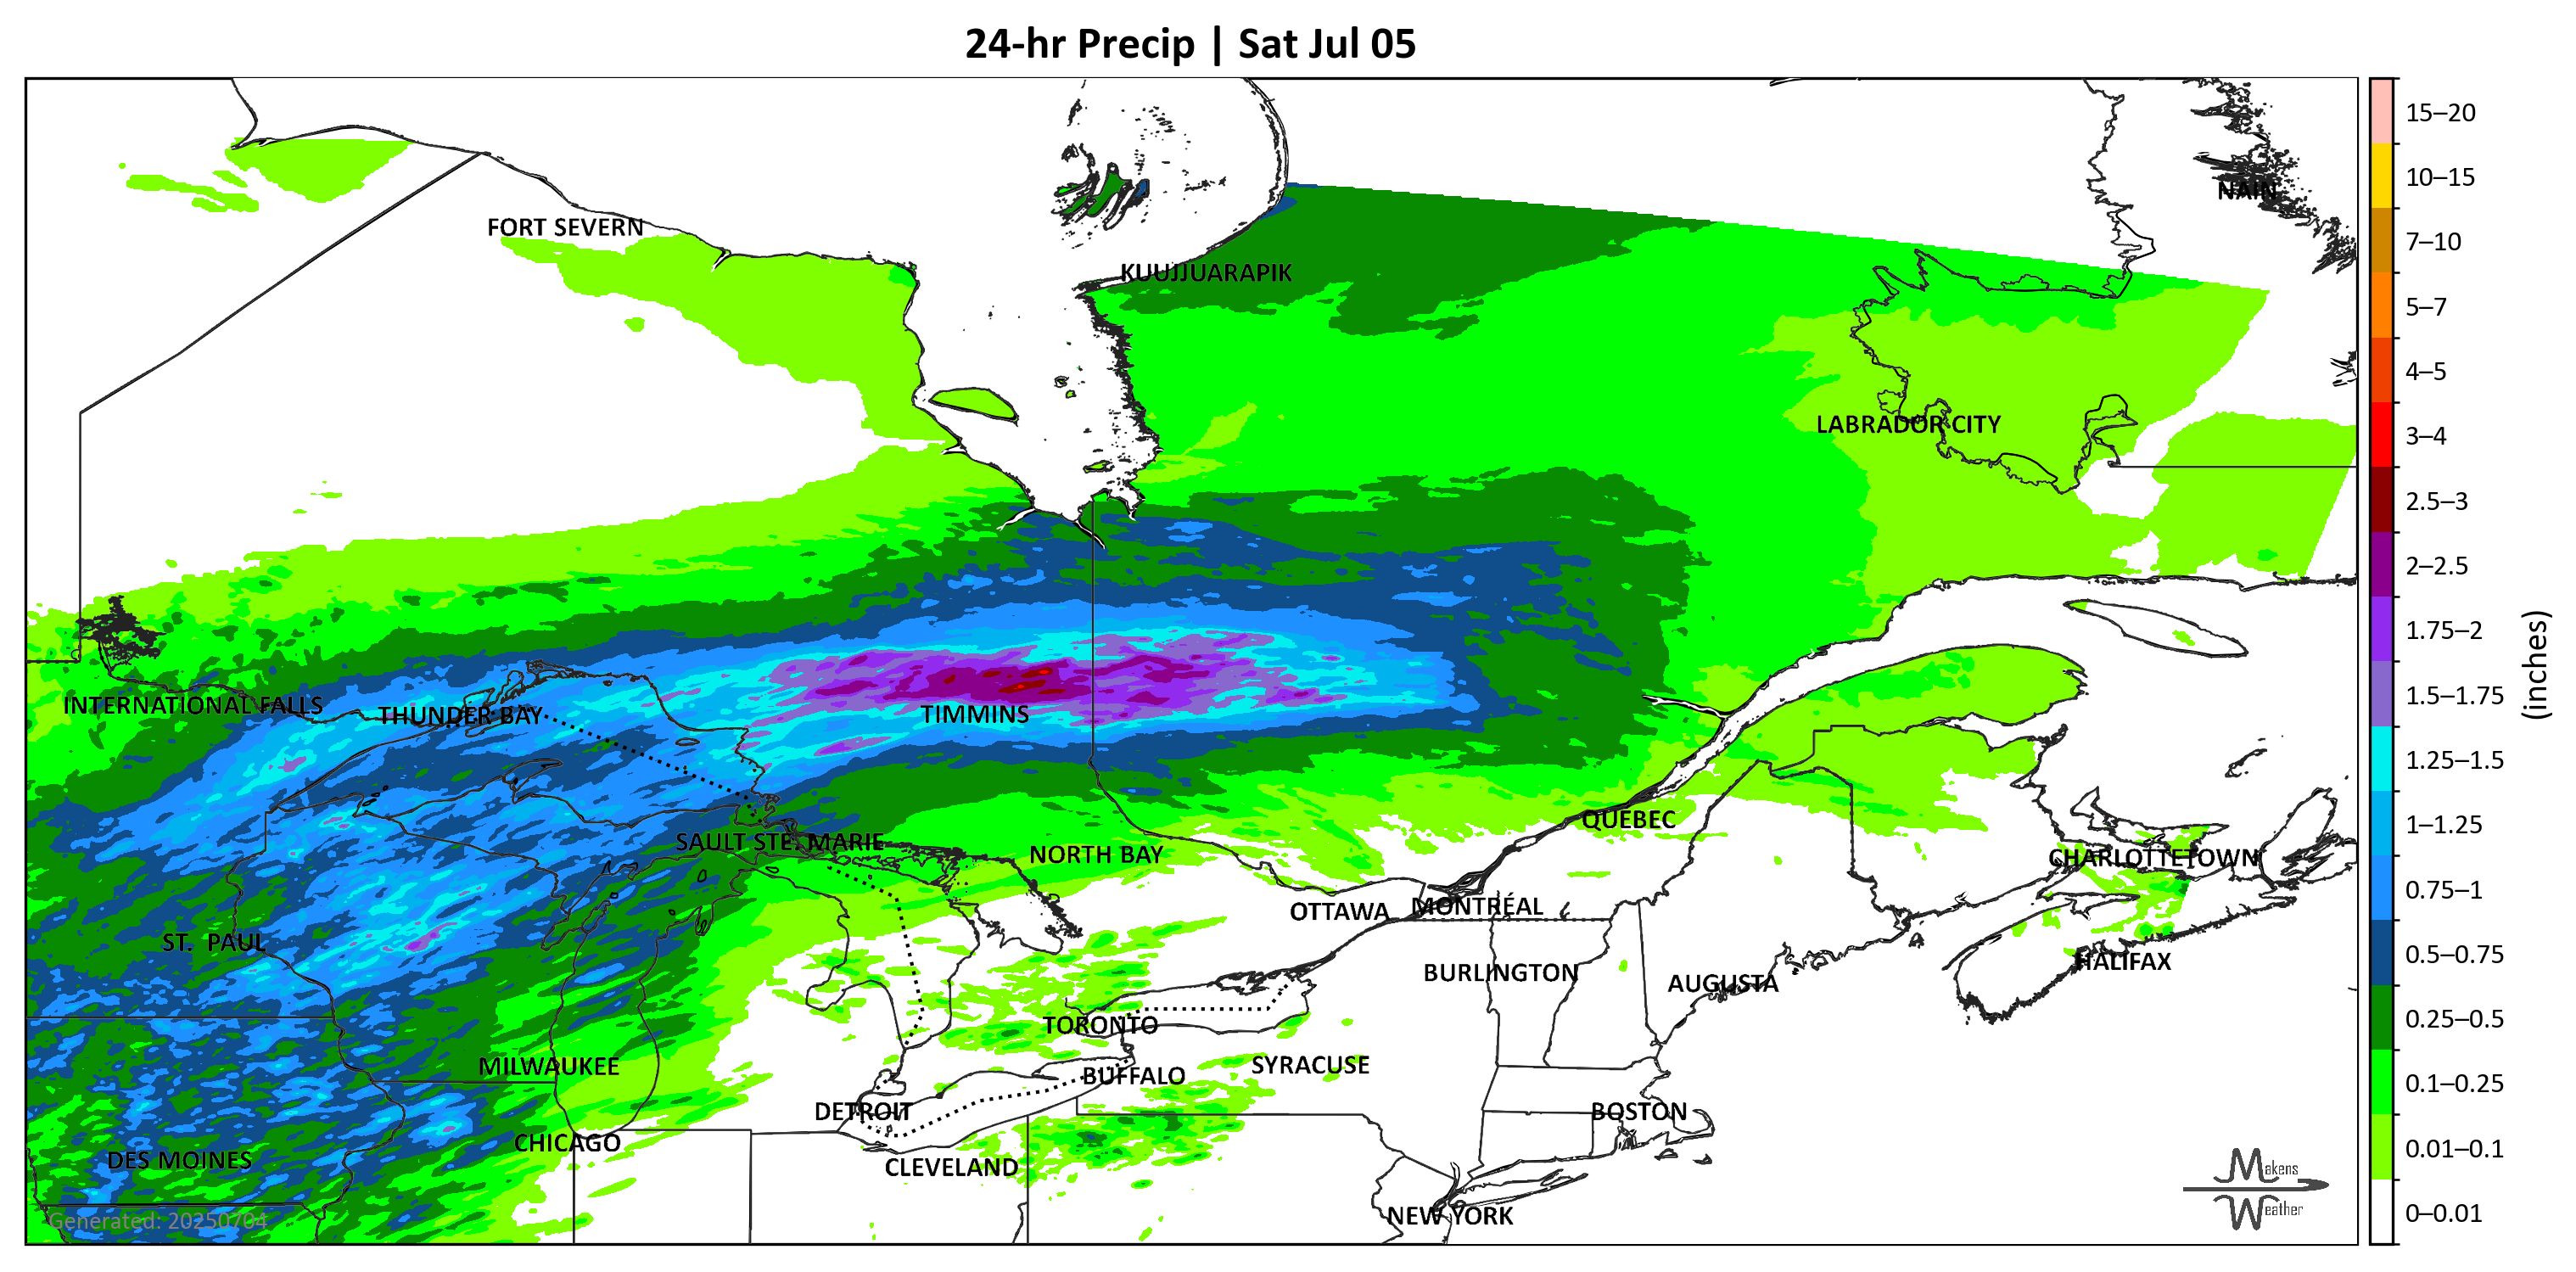 24-hr Precip | Sat Jul 05
NAIN
FORT SEVERN
KUUJJUARAPIK
LABRADOR CITY
INTERNATIONAL FALLS
THUNDER BAY
TIMMINS
SAULT STE. MARIE
NORTH BAY
QUÉBEC
CHARLOTTETOWN
OTTAWA
MONTRÉAL
ST. PAUL
HALIFAX
BURLINGTON
AUGUSTA
TORONTO
MILWAUKEE
BUFFALO
SYRACUSE
DETROIT
BOSTON
CHICAGO
DES MOINES
CLEVELAND
NEW YORK
Generated: 20250704
Makens
Weather
15–20
10–15
7–10
5–7
4–5
3–4
2.5–3
2–2.5
1.75–2
1.5–1.75
1.25–1.5
1–1.25
0.75–1
0.5–0.75
0.25–0.5
0.1–0.25
0.01–0.1
0–0.01
(inches)